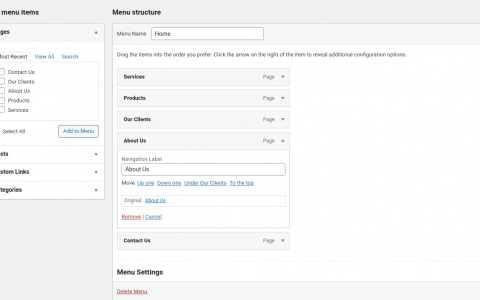 menu items
Menu structure
ges
Menu Name Home
Drag the items into the order you prefer. Click the arrow on the right of the item to reveal additional configuration options.
ost Recent View All Search
Contact Us
Our Clients
About Us
Products
Services
Select All Add to Menu
sts
stom Links
tegories
Services Page
Products Page
Our Clients Page
About Us Page
Navigation Label
About Us
Move Up one Down one Under Our Clients To the top
Original About Us
Remove | Cancel
Contact Us Page
Menu Settings
Delete Menu